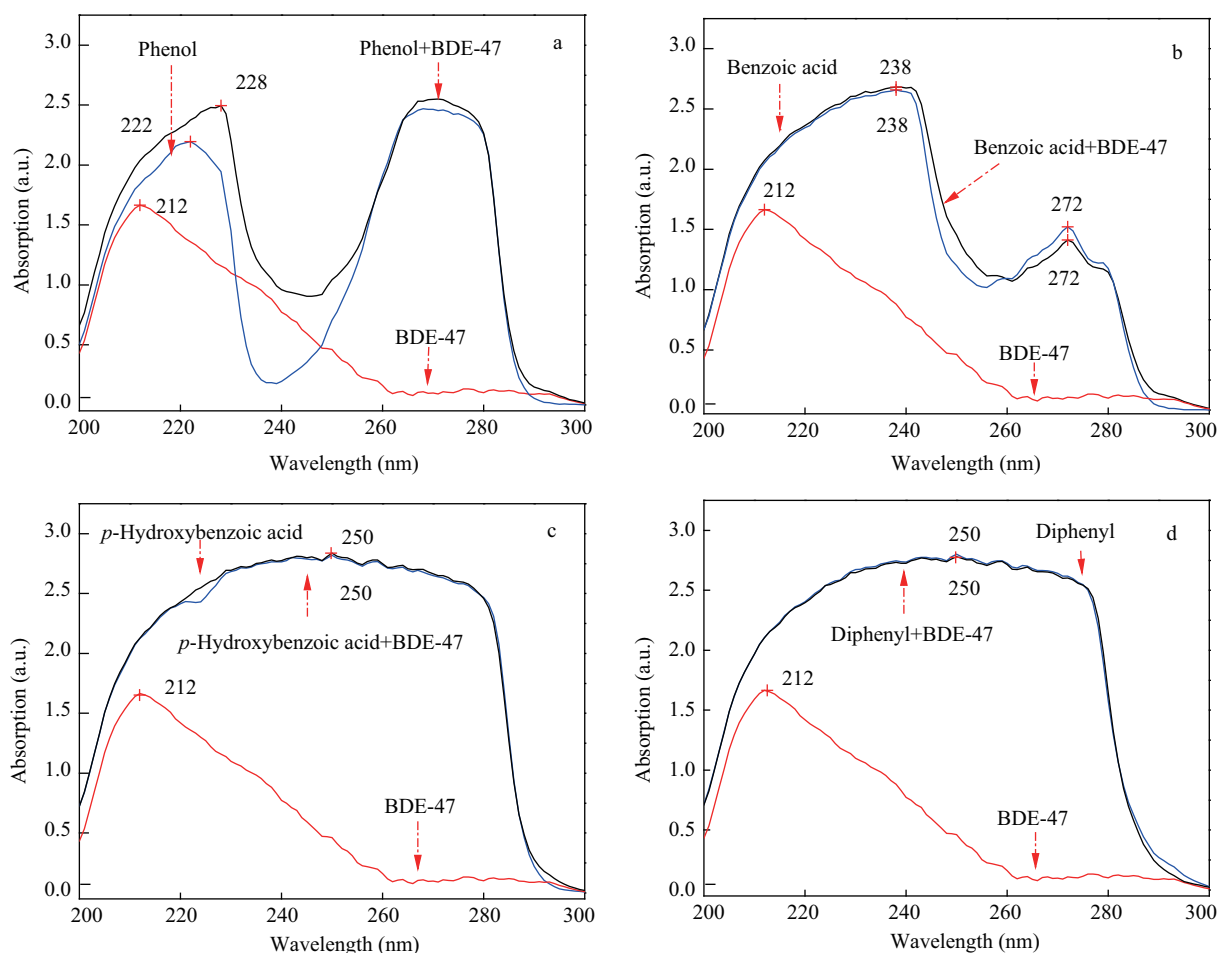 a
3.0
Phenol
Phenol+BDE-47
228
2.5
222
2.0
212
1.5
1.0
BDE-47
0.5
0.0
200 220 240 260 280 300
Wavelength (nm)
Absorption (a.u.)
b
3.0
Benzoic acid
238
2.5
238
Benzoic acid+BDE-47
2.0
212
272
1.5
272
1.0
BDE-47
0.5
0.0
200 220 240 260 280 300
Wavelength (nm)
Absorption (a.u.)
c
3.0
p-Hydroxybenzoic acid
250
2.5
250
p-Hydroxybenzoic acid+BDE-47
2.0
212
1.5
1.0
BDE-47
0.5
0.0
200 220 240 260 280 300
Wavelength (nm)
Absorption (a.u.)
d
3.0
250
Diphenyl
2.5
250
Diphenyl+BDE-47
2.0
212
1.5
1.0
BDE-47
0.5
0.0
200 220 240 260 280 300
Wavelength (nm)
Absorption (a.u.)